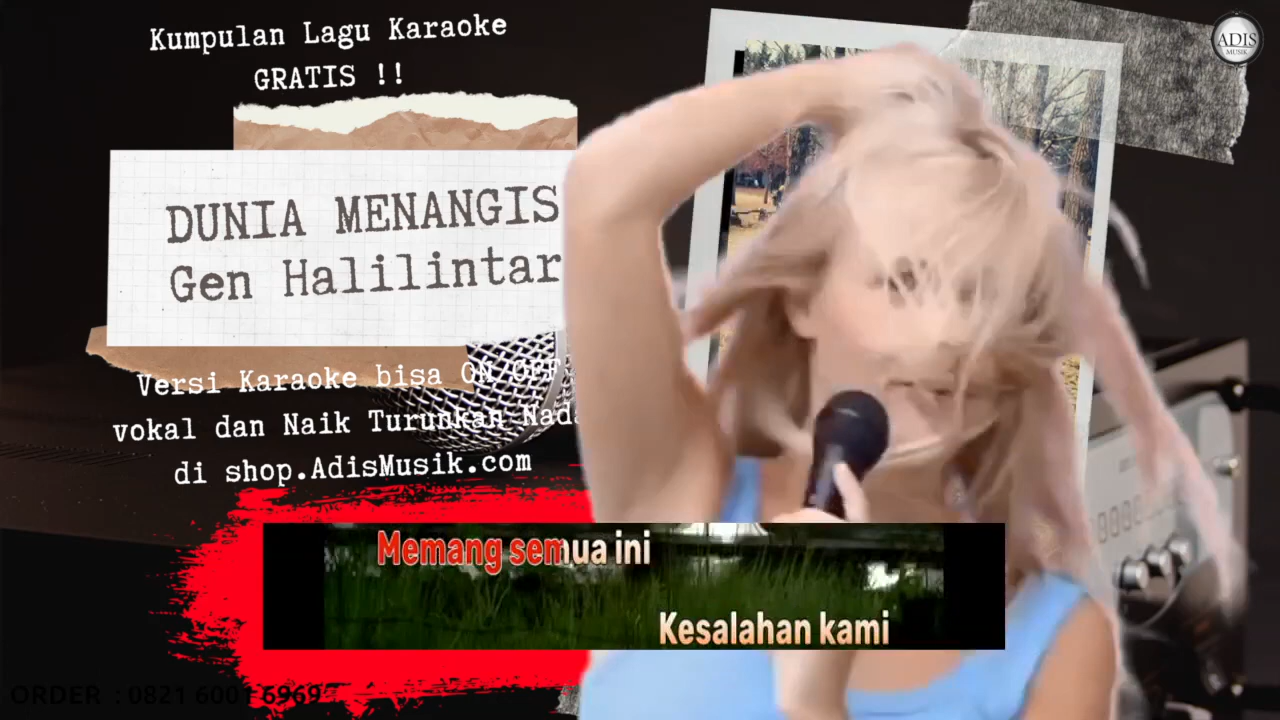 Kumpulan Lagu Karaoke
GRATIS !!
ADIS
MUSIK
DUNIA MENANGIS
Gen Halilintar
Versi Karaoke bisa ON OFF
vokal dan Naik Turunkan Nada
di shop.AdisMusik.com
Memang semua ini
Kesalahan kami
ORDER : 0821 6001 6969